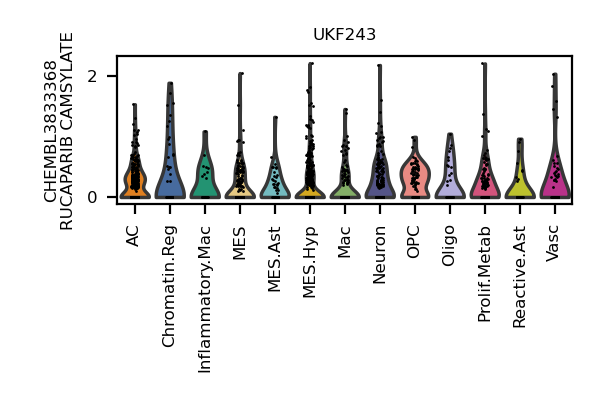 UKF243
CHEMBL3833368
RUCAPARIB CAMSYLATE
2
0
AC
Chromatin.Reg
Inflammatory.Mac
MES
MES.Ast
MES.Hyp
Mac
Neuron
OPC
Oligo
Prolif.Metab
Reactive.Ast
Vasc